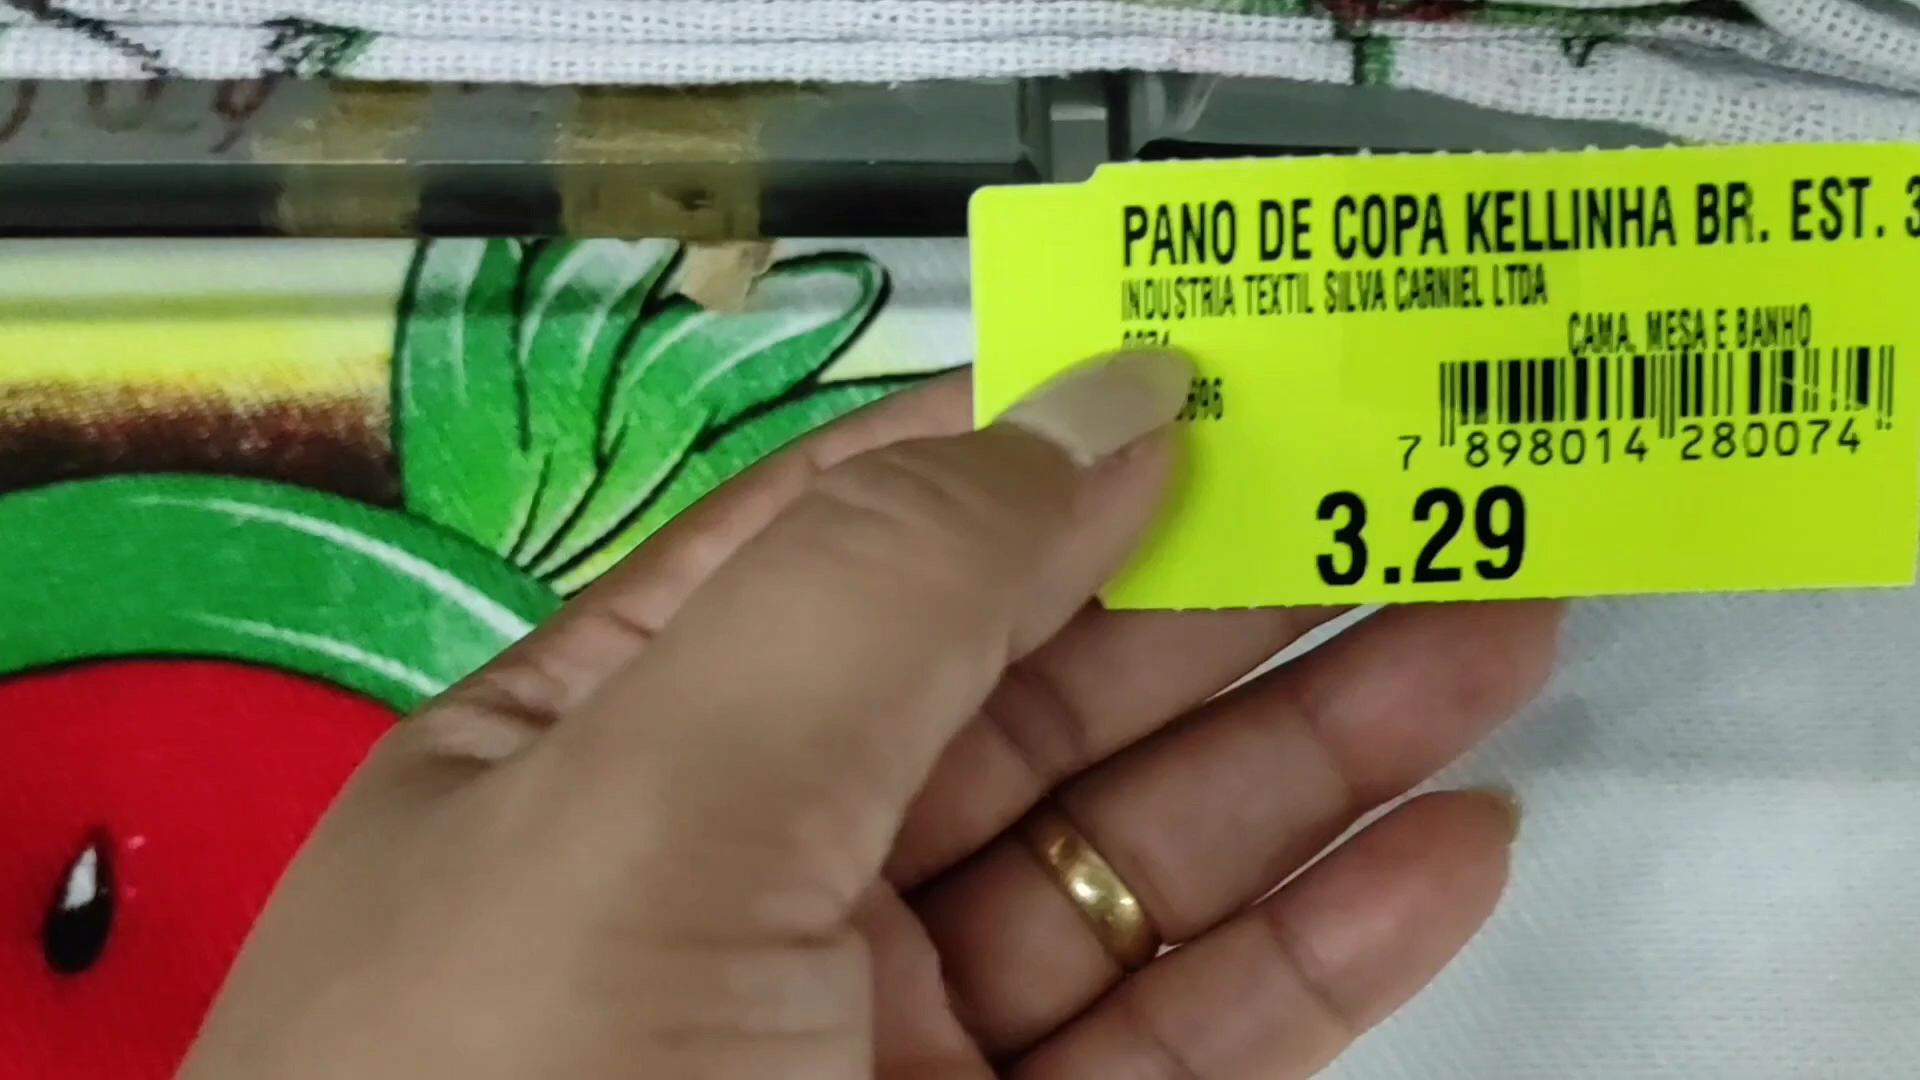 PANO DE COPA KELLINHA BR. EST. 3
INDUSTRIA TEXTIL SILVA CARNIEL LTDA
CAMA, MESA E BANHO
7 898014 280074
3.29